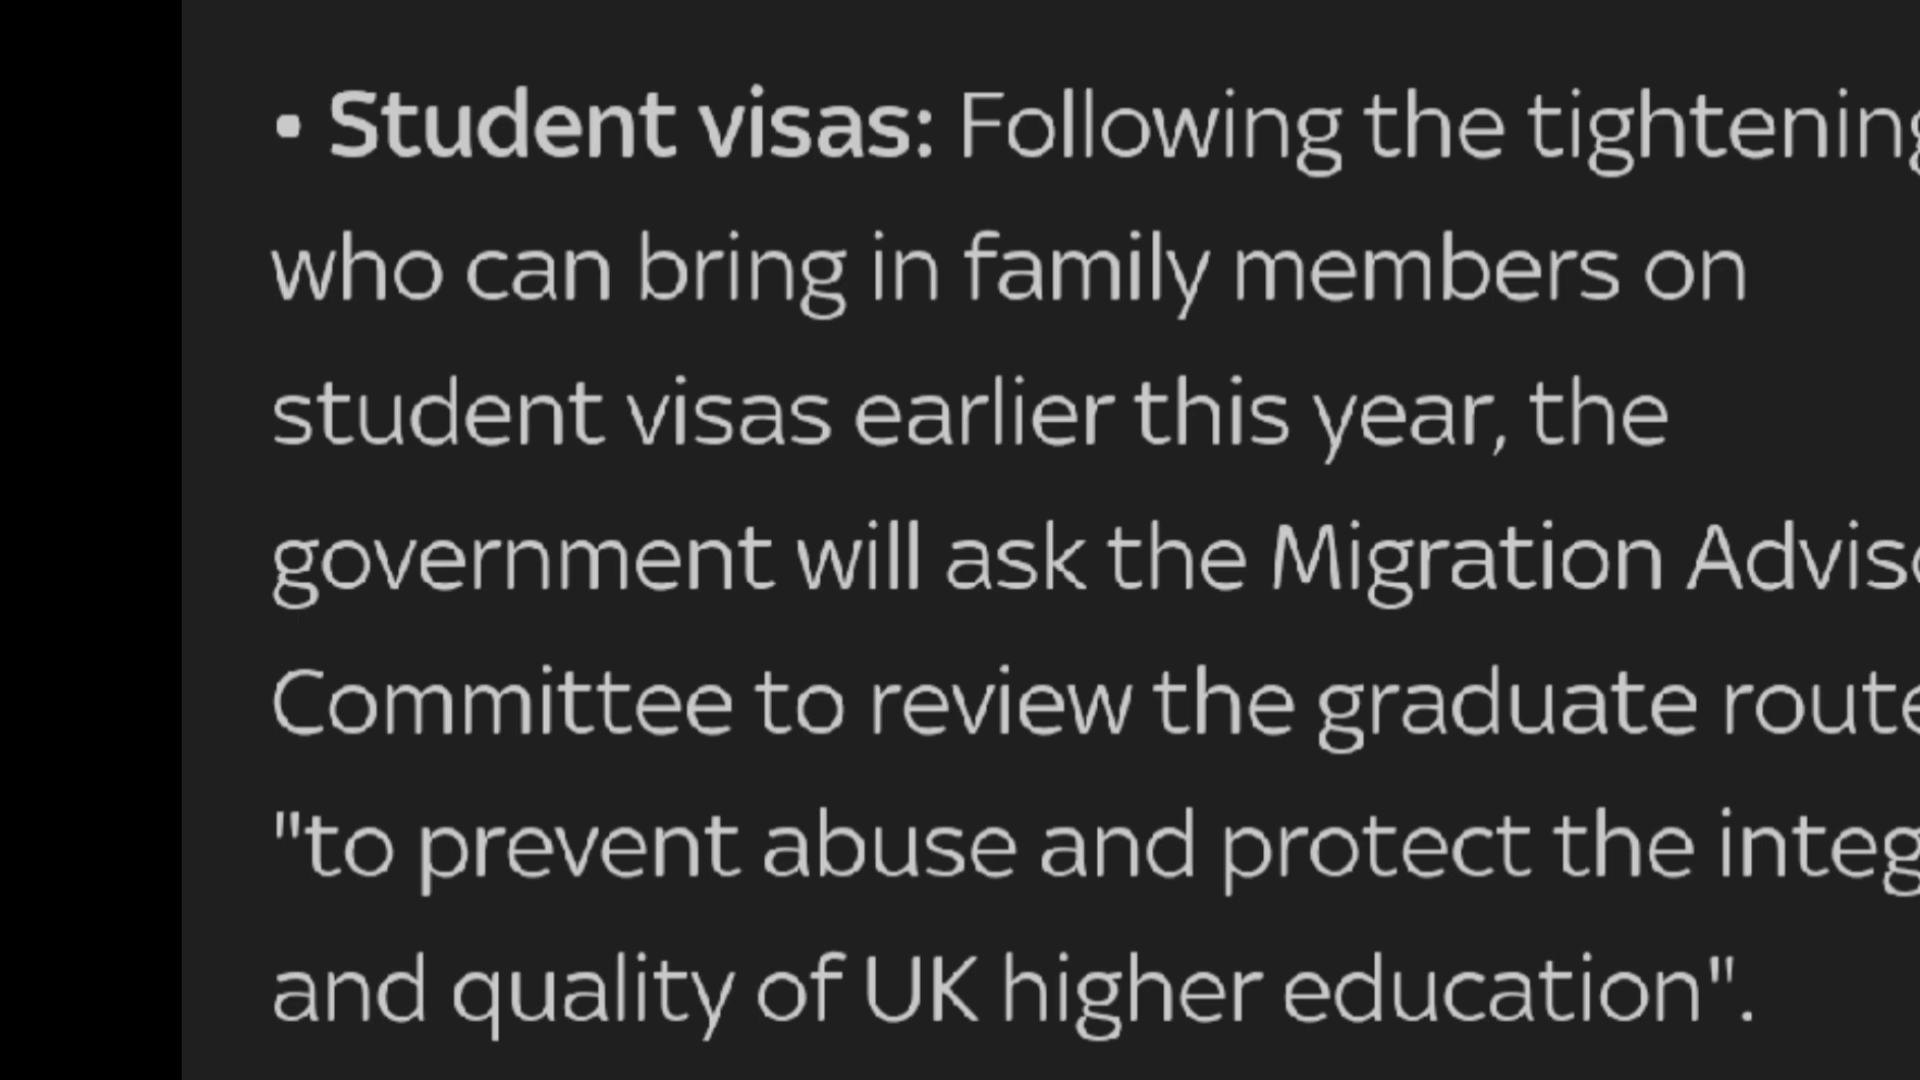 • Student visas: Following the tightening
who can bring in family members on
student visas earlier this year, the
government will ask the Migration
Committee to review the graduate route
"to prevent abuse and protect the
and quality of UK higher education".